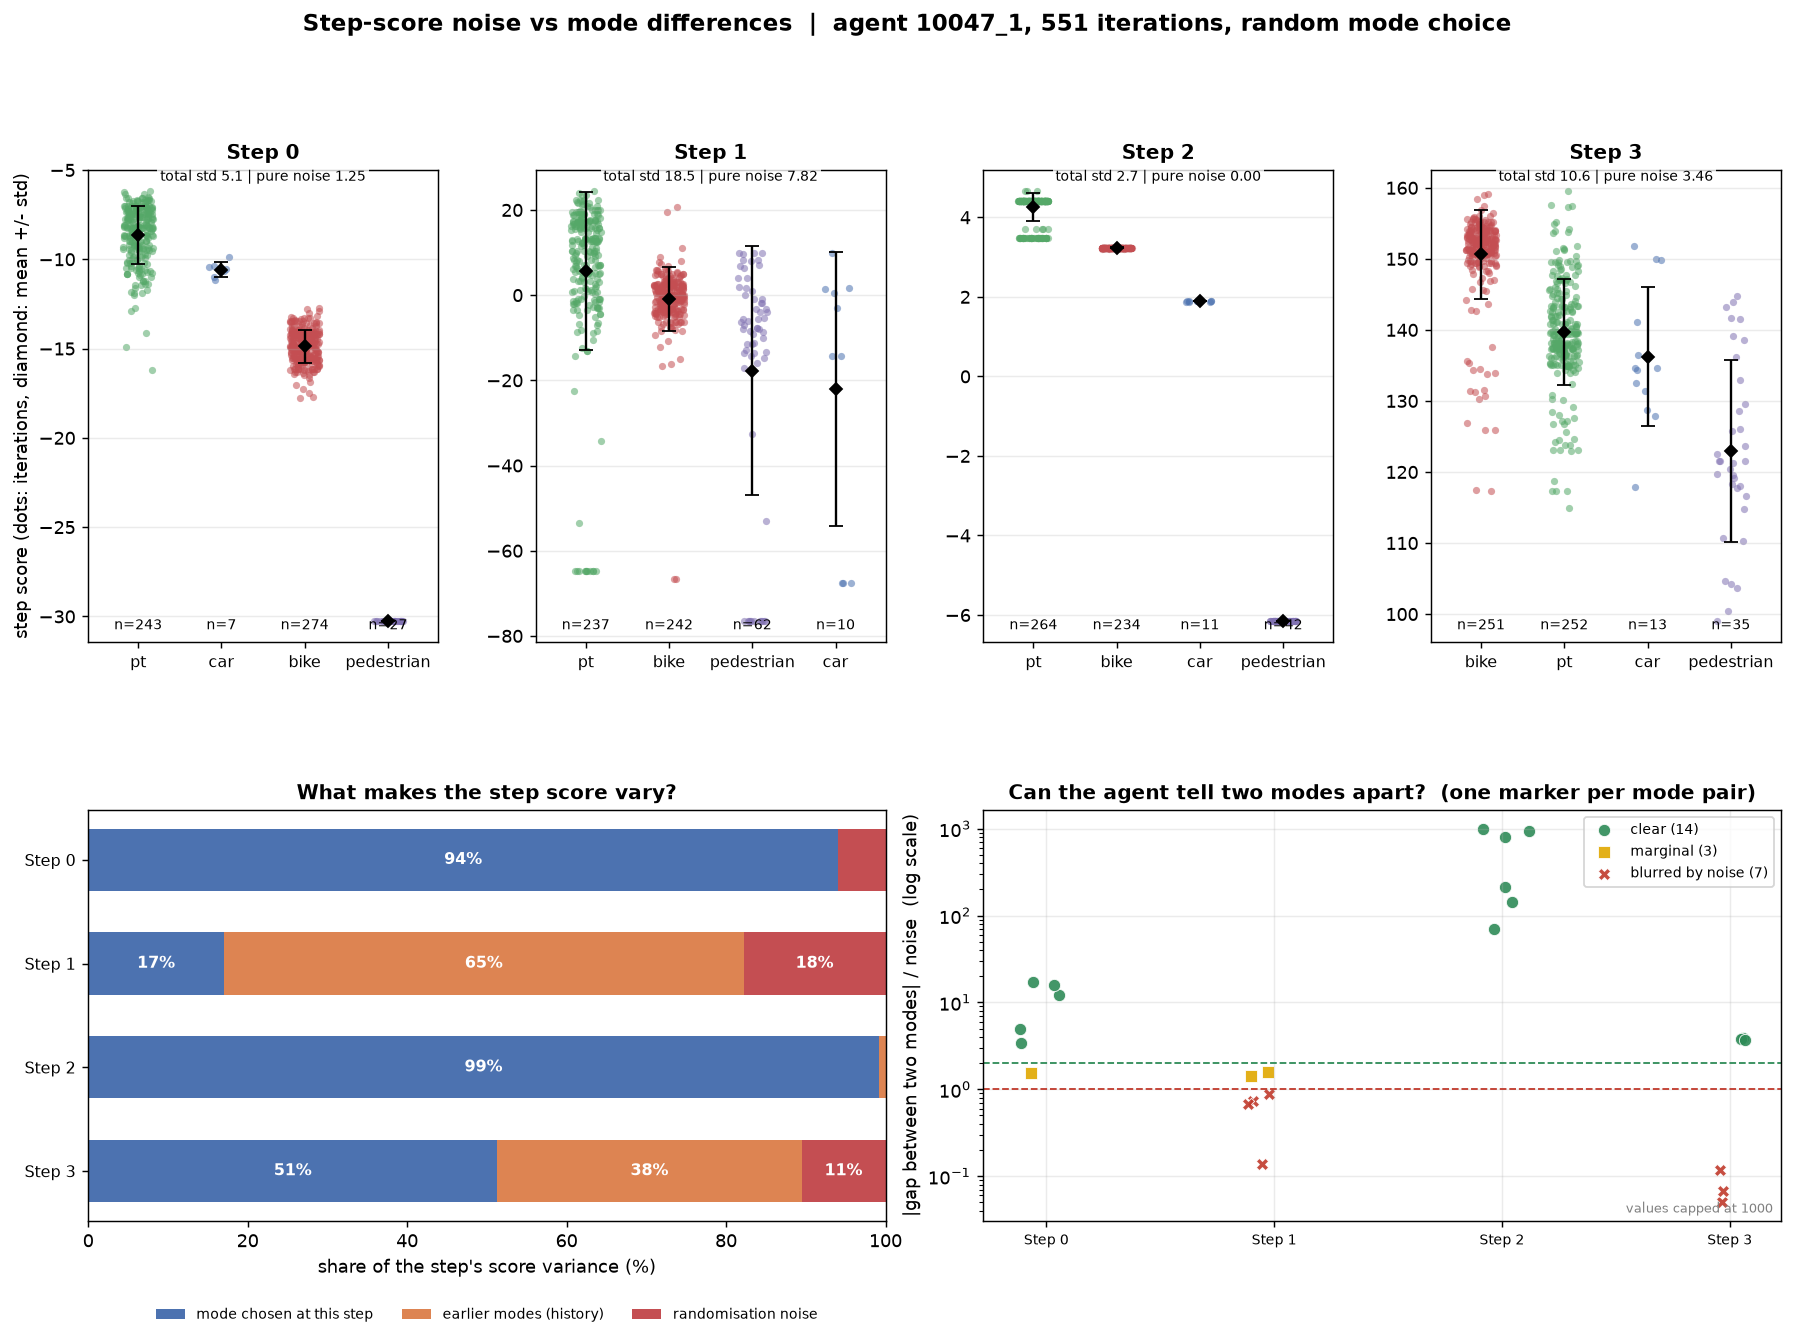 Step-score noise vs mode differences | agent 10047_1, 551 iterations, random mode choice
Step 0
total std 5.1 | pure noise 1.25
step score (dots: iterations, diamond: mean +/- std)
−5
−10
−15
−20
−25
−30
n=243
n=7
n=274
n=27
pt
car
bike
pedestrian
Step 1
total std 18.5 | pure noise 7.82
20
0
−20
−40
−60
−80
n=237
n=242
n=62
n=10
pt
bike
pedestrian
car
Step 2
total std 2.7 | pure noise 0.00
4
2
0
−2
−4
−6
n=264
n=234
n=11
n=42
pt
bike
car
pedestrian
Step 3
total std 10.6 | pure noise 3.46
160
150
140
130
120
110
100
n=251
n=252
n=13
n=35
bike
pt
car
pedestrian
What makes the step score vary?
Step 0
94%
Step 1
17%
65%
18%
Step 2
99%
Step 3
51%
38%
11%
0
20
40
60
80
100
share of the step's score variance (%)
mode chosen at this step
earlier modes (history)
randomisation noise
Can the agent tell two modes apart? (one marker per mode pair)
|gap between two modes| / noise (log scale)
10³
10²
10¹
10⁰
10⁻¹
clear (14)
marginal (3)
blurred by noise (7)
values capped at 1000
Step 0
Step 1
Step 2
Step 3